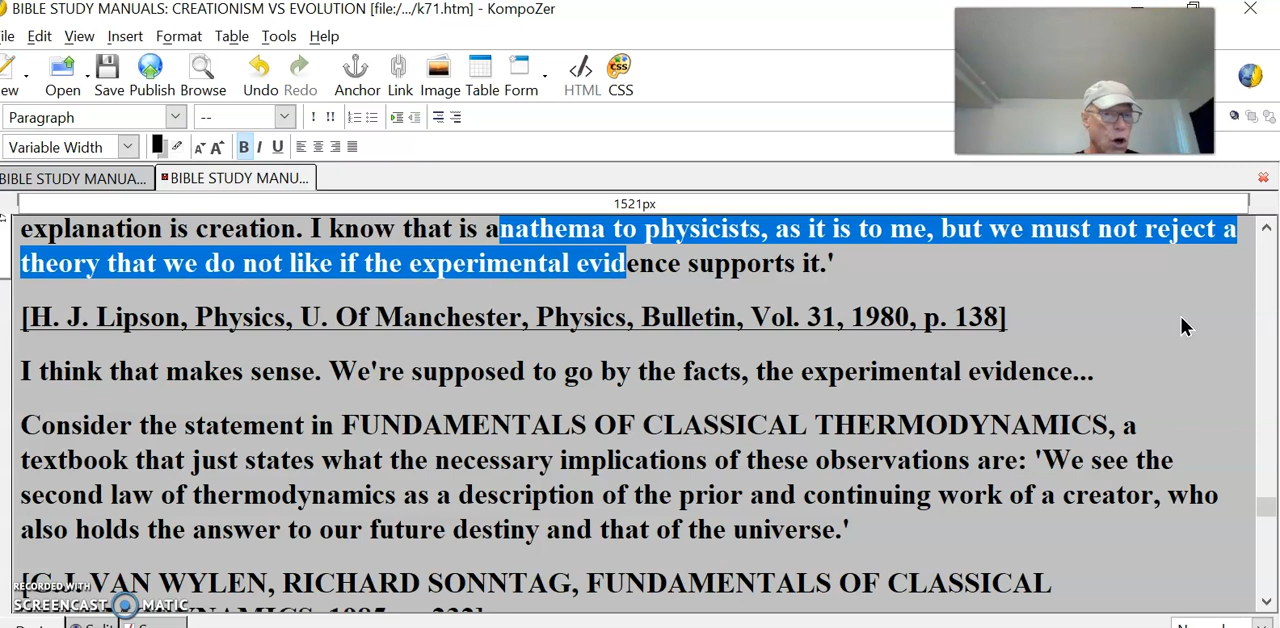 BIBLE STUDY MANUALS: CREATIONISM VS EVOLUTION [file:/.../k71.htm] - KompoZer
Edit View Insert Format Table Tools Help
Open Save Publish Browse Undo Redo Anchor Link Image Table Form HTML CSS
Paragraph --
Variable Width B I U
BIBLE STUDY MANUA... BIBLE STUDY MANU...
1521px
explanation is creation. I know that is anathema to physicists, as it is to me, but we must not reject a
theory that we do not like if the experimental evidence supports it.'
[H. J. Lipson, Physics, U. Of Manchester, Physics, Bulletin, Vol. 31, 1980, p. 138]
I think that makes sense. We're supposed to go by the facts, the experimental evidence...
Consider the statement in FUNDAMENTALS OF CLASSICAL THERMODYNAMICS, a
textbook that just states what the necessary implications of these observations are: 'We see the
second law of thermodynamics as a description of the prior and continuing work of a creator, who
also holds the answer to our future destiny and that of the universe.'
VAN WYLEN, RICHARD SONNTAG, FUNDAMENTALS OF CLASSICAL
RECORDED WITH
SCREENCAST MATIC